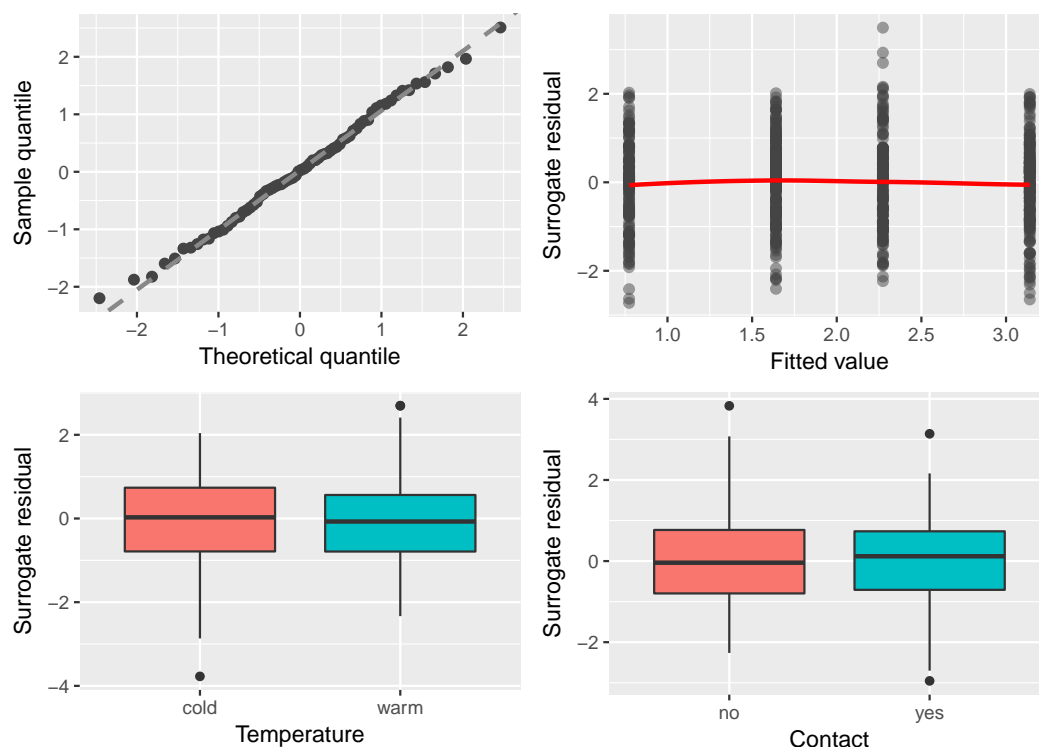 2
1
0
−1
−2
Sample quantile
−2
−1
0
1
2
Theoretical quantile
2
0
−2
Surrogate residual
1.0
1.5
2.0
2.5
3.0
Fitted value
2
0
−2
−4
Surrogate residual
cold
warm
Temperature
4
2
0
−2
Surrogate residual
no
yes
Contact